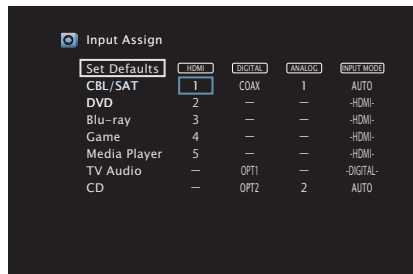 Input Assign
Set Defaults HDMI DIGITAL ANALOG INPUT MODE
CBL/SAT 1 COAX 1 AUTO
DVD 2 – – -HDMI-
Blu-ray 3 – – -HDMI-
Game 4 – – -HDMI-
Media Player 5 – – -HDMI-
TV Audio – OPT1 – -DIGITAL-
CD – OPT2 2 AUTO